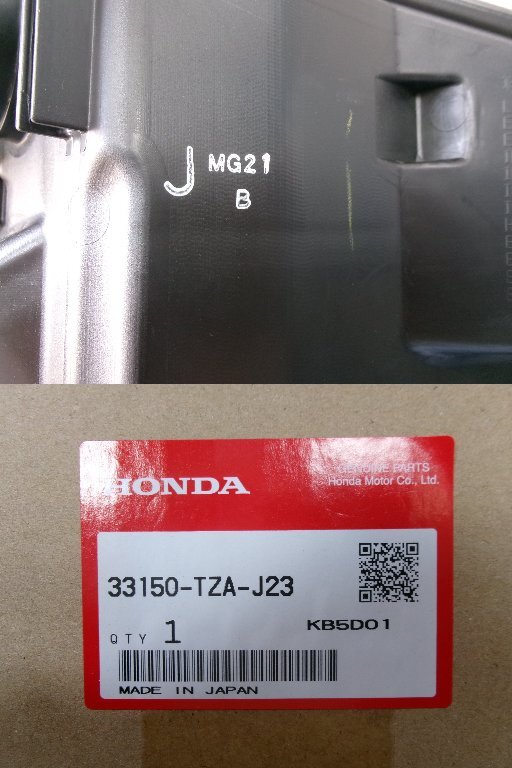 J MG21
B
HONDA
GENUINE PARTS
Honda Motor Co., Ltd.
33150-TZA-J23
QTY 1
KB5D01
MADE IN JAPAN